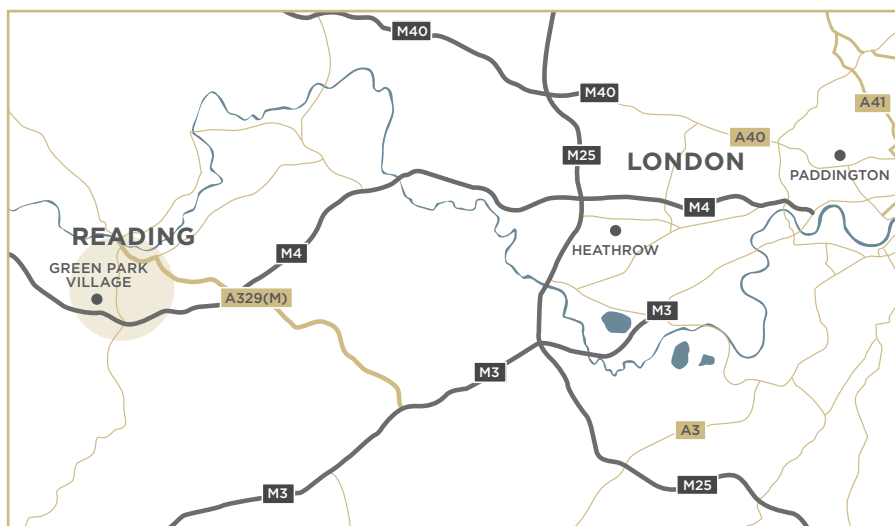 M40
M40
A41
A40
M25
LONDON
PADDINGTON
M4
READING
HEATHROW
M4
GREEN PARK
VILLAGE
A329(M)
M3
M3
A3
M25
M3